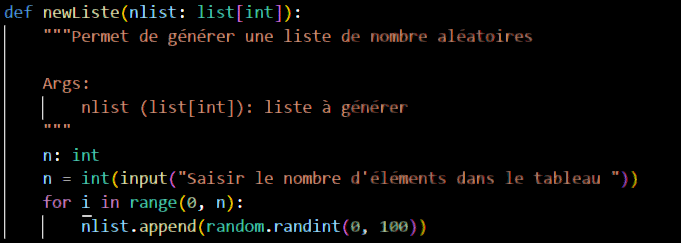 def newListe(nlist: list[int]):
"""Permet de générer une liste de nombre aléatoires
Args:
nlist (list[int]): liste à générer
"""
n: int
n = int(input("Saisir le nombre d'éléments dans le tableau "))
for i in range(0, n):
nlist.append(random.randint(0, 100))